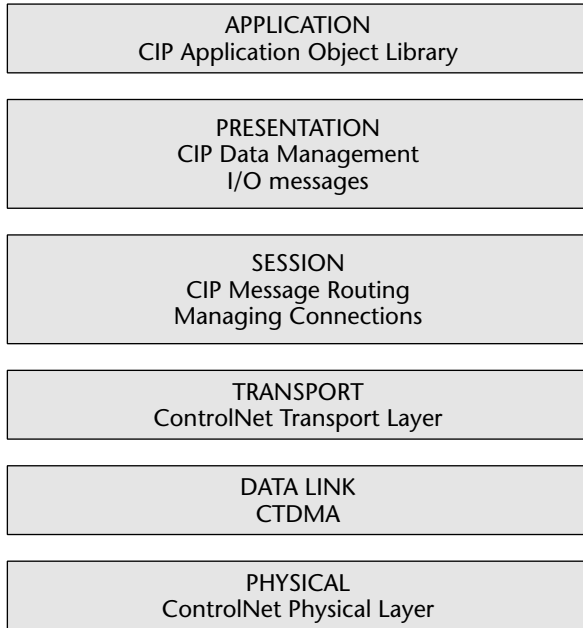 APPLICATION
CIP Application Object Library
PRESENTATION
CIP Data Management
I/O messages
SESSION
CIP Message Routing
Managing Connections
TRANSPORT
ControlNet Transport Layer
DATA LINK
CTDMA
PHYSICAL
ControlNet Physical Layer